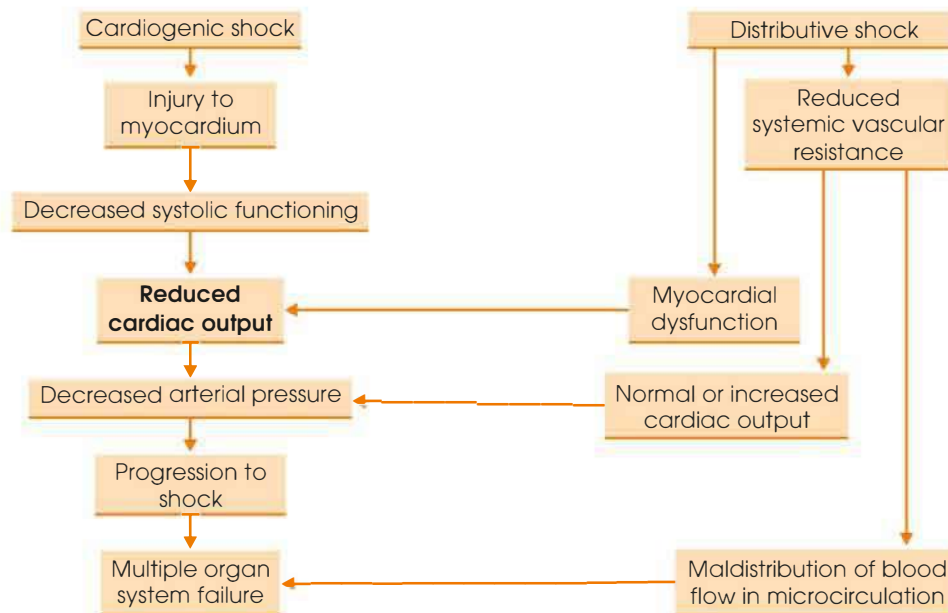 Cardiogenic shock
Injury to
myocardium
Decreased systolic functioning
Reduced
cardiac output
Decreased arterial pressure
Progression to
shock
Multiple organ
system failure
Distributive shock
Reduced
systemic vascular
resistance
Myocardial
dysfunction
Normal or increased
cardiac output
Maldistribution of blood
flow in microcirculation